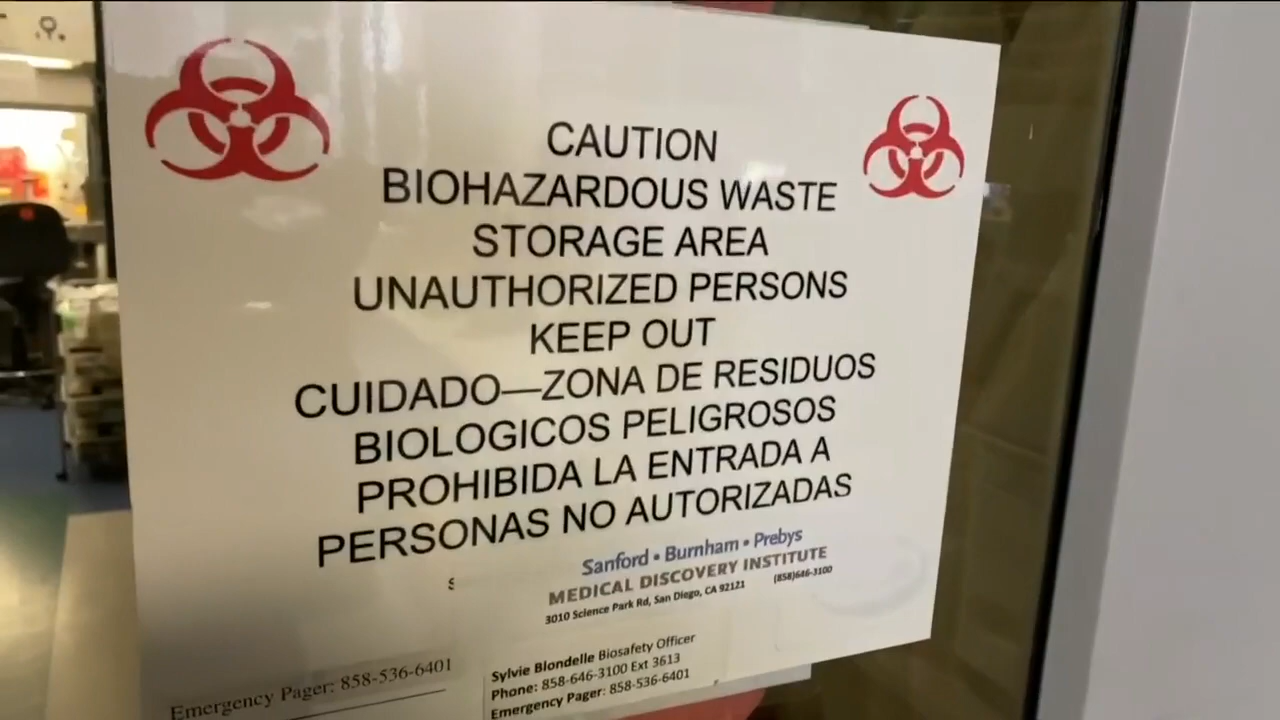 CAUTION
BIOHAZARDOUS WASTE
STORAGE AREA
UNAUTHORIZED PERSONS
KEEP OUT
CUIDADO—ZONA DE RESIDUOS
BIOLOGICOS PELIGROSOS
PROHIBIDA LA ENTRADA A
PERSONAS NO AUTORIZADAS
Sanford • Burnham • Prebys
MEDICAL DISCOVERY INSTITUTE
3010 Science Park Rd, San Diego, CA 92121 (858)646-3100
Emergency Pager: 858-536-6401
Sylvie Blondelle Biosafety Officer
Phone: 858-646-3100 Ext 3613
Emergency Pager: 858-536-6401